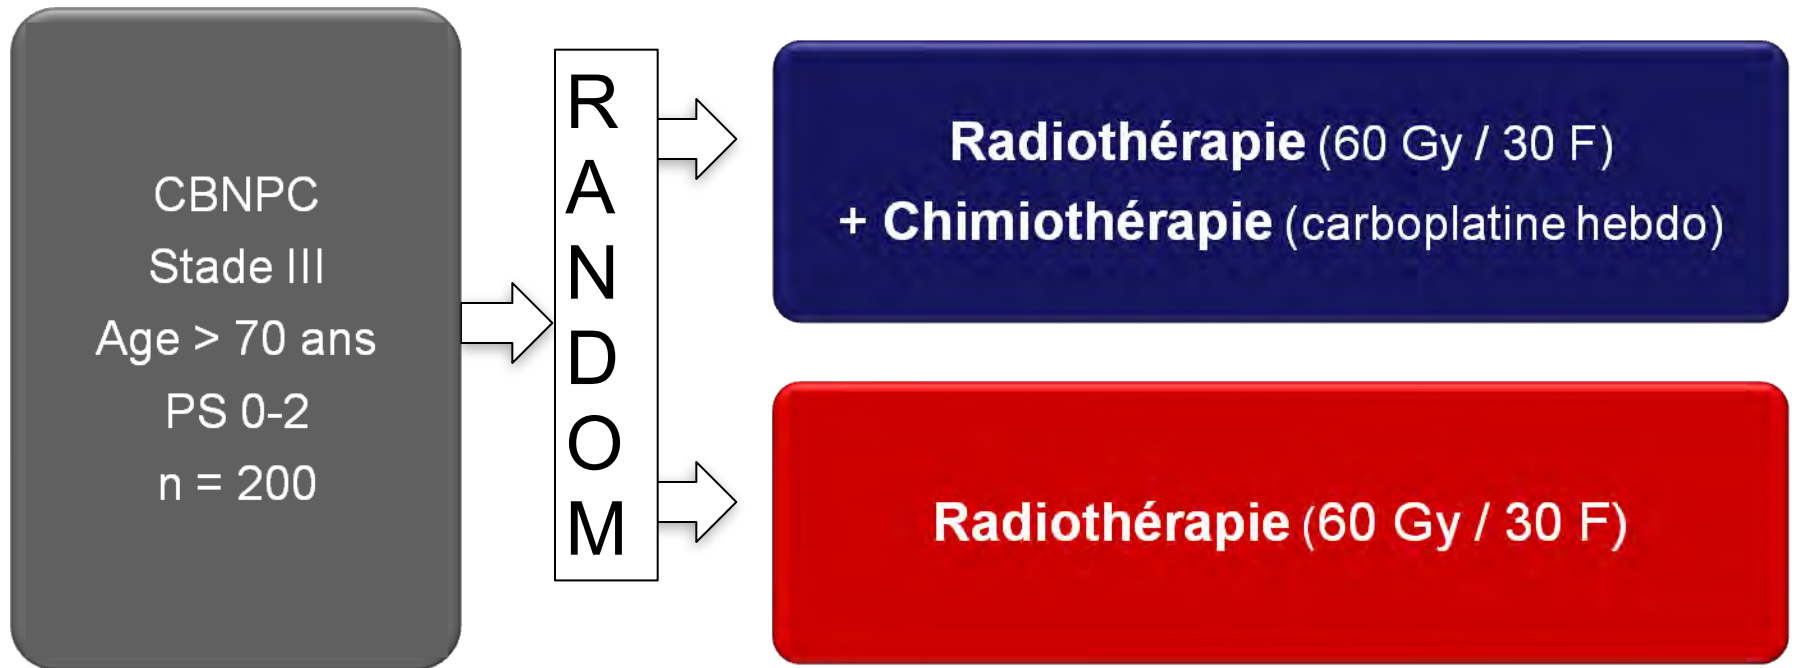 CBNPC
Stade III
Age > 70 ans
PS 0-2
n = 200
R
A
N
D
O
M
Radiothérapie (60 Gy / 30 F)
+ Chimiothérapie (carboplatine hebdo)
Radiothérapie (60 Gy / 30 F)